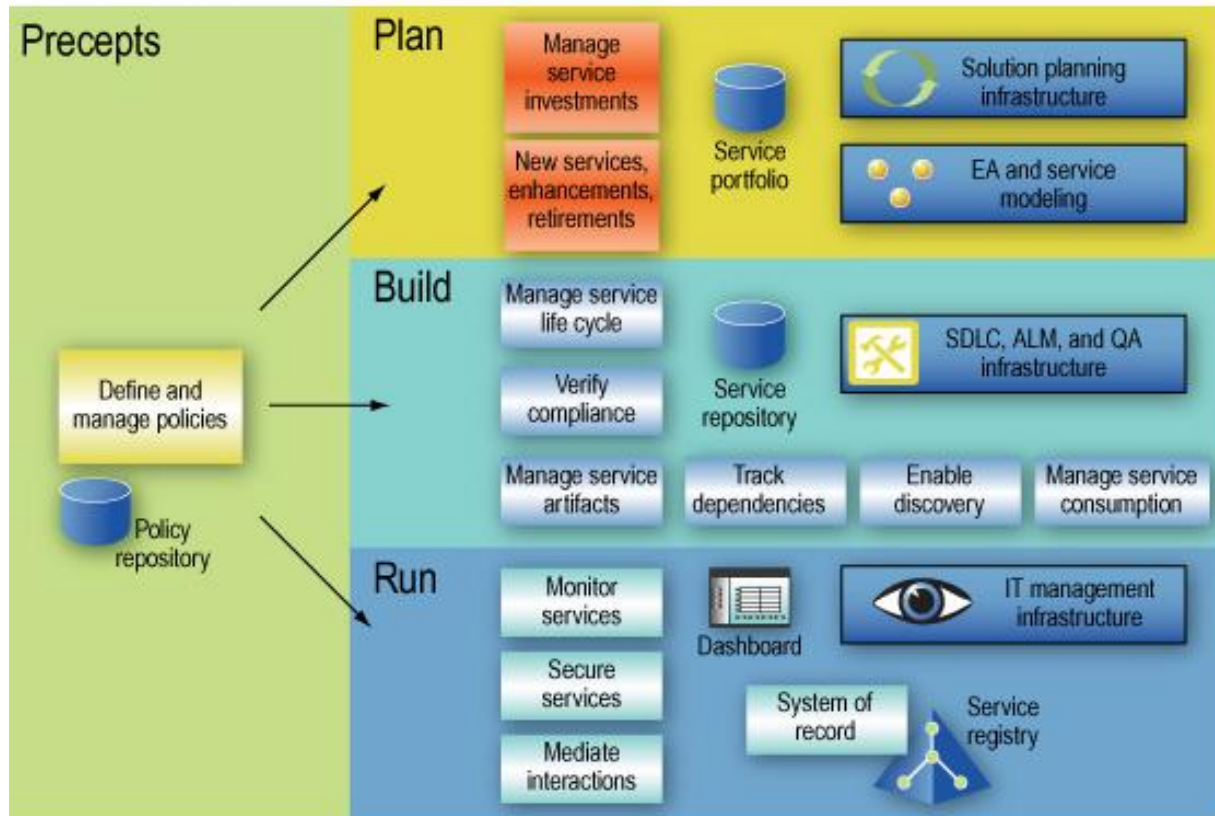 Precepts
Define and
manage policies
Policy
repository
Plan
Manage
service
investments
New services,
enhancements,
retirements
Service
portfolio
Solution planning
infrastructure
EA and service
modeling
Build
Manage service
life cycle
Verify
compliance
Service
repository
SDLC, ALM, and QA
infrastructure
Manage service
artifacts
Track
dependencies
Enable
discovery
Manage service
consumption
Run
Monitor
services
Secure
services
Mediate
interactions
Dashboard
IT management
infrastructure
System of
record
Service
registry